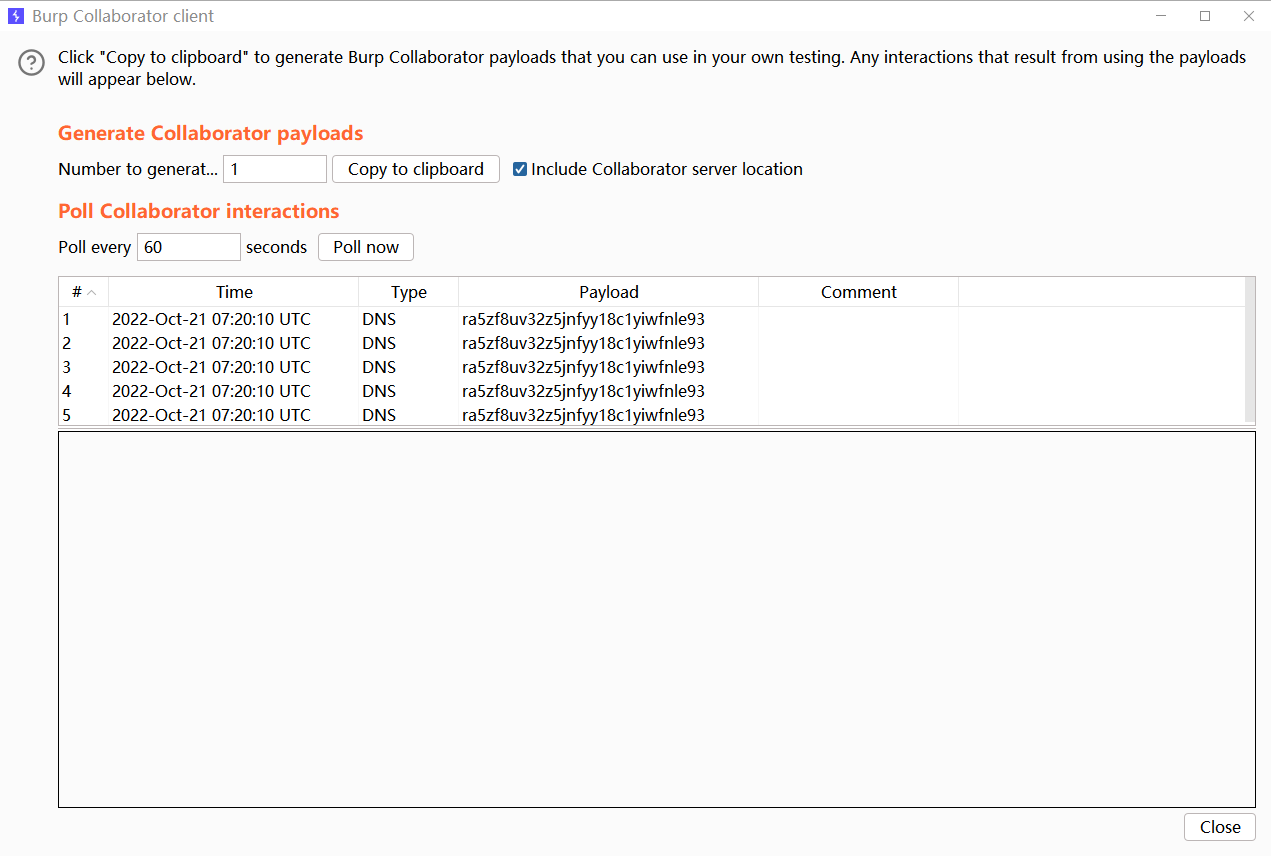 Burp Collaborator client
Click "Copy to clipboard" to generate Burp Collaborator payloads that you can use in your own testing. Any interactions that result from using the payloads
will appear below.
Generate Collaborator payloads
Number to generat... 1 Copy to clipboard Include Collaborator server location
Poll Collaborator interactions
Poll every 60 seconds Poll now
# Time Type Payload Comment
1 2022-Oct-21 07:20:10 UTC DNS ra5zf8uv32z5jnfyy18c1yiwfnle93
2 2022-Oct-21 07:20:10 UTC DNS ra5zf8uv32z5jnfyy18c1yiwfnle93
3 2022-Oct-21 07:20:10 UTC DNS ra5zf8uv32z5jnfyy18c1yiwfnle93
4 2022-Oct-21 07:20:10 UTC DNS ra5zf8uv32z5jnfyy18c1yiwfnle93
5 2022-Oct-21 07:20:10 UTC DNS ra5zf8uv32z5jnfyy18c1yiwfnle93
Close